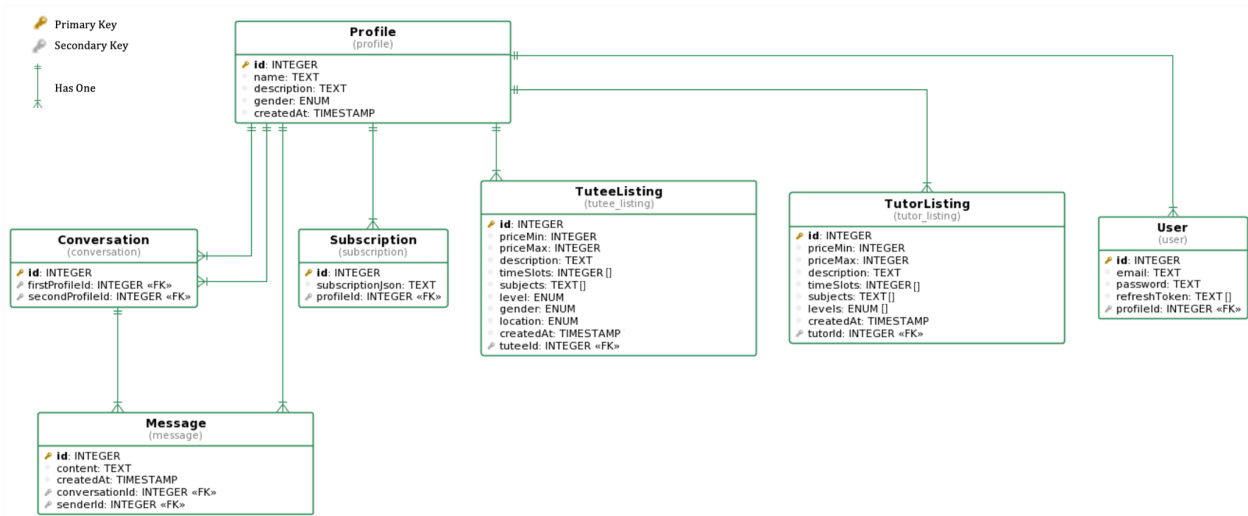 Primary Key
Secondary Key
Has One
Profile
(profile)
id: INTEGER
name: TEXT
description: TEXT
gender: ENUM
createdAt: TIMESTAMP
Conversation
(conversation)
id: INTEGER
firstProfileId: INTEGER «FK»
secondProfileId: INTEGER «FK»
Subscription
(subscription)
id: INTEGER
subscriptionJson: TEXT
profileId: INTEGER «FK»
TuteeListing
(tutee_listing)
id: INTEGER
priceMin: INTEGER
priceMax: INTEGER
description: TEXT
timeSlots: INTEGER[]
subjects: TEXT[]
level: ENUM
gender: ENUM
location: ENUM
createdAt: TIMESTAMP
tuteeId: INTEGER «FK»
TutorListing
(tutor_listing)
id: INTEGER
priceMin: INTEGER
priceMax: INTEGER
description: TEXT
timeSlots: INTEGER[]
subjects: TEXT[]
levels: ENUM []
createdAt: TIMESTAMP
tutorId: INTEGER «FK»
User
(user)
id: INTEGER
email: TEXT
password: TEXT
refreshToken: TEXT[]
profileId: INTEGER «FK»
Message
(message)
id: INTEGER
content: TEXT
createdAt: TIMESTAMP
conversationId: INTEGER «FK»
senderId: INTEGER «FK»